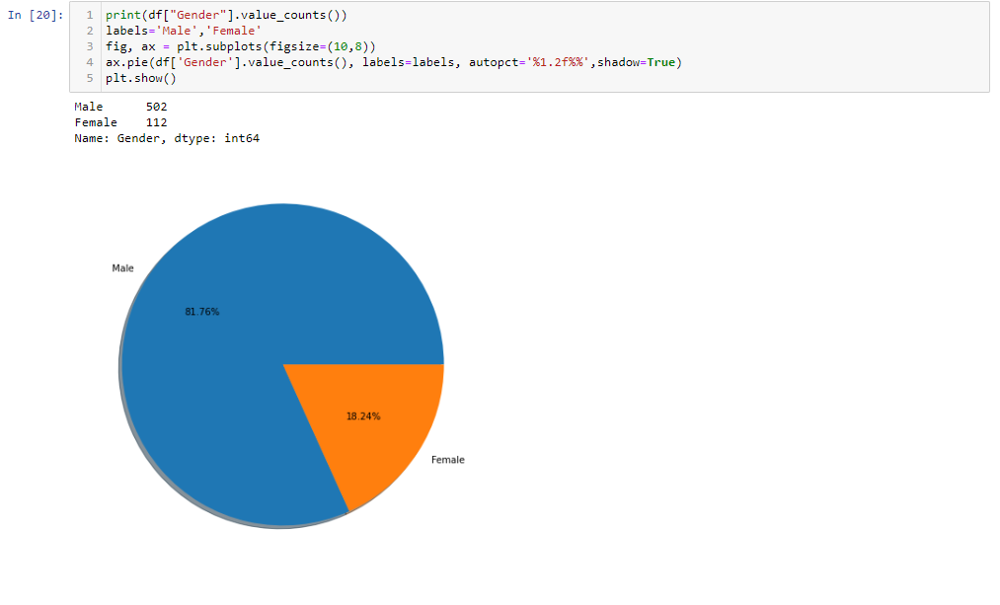 In [20]:
1 print(df["Gender"].value_counts())
2 labels='Male','Female'
3 fig, ax = plt.subplots(figsize=(10,8))
4 ax.pie(df['Gender'].value_counts(), labels=labels, autopct='%1.2f%%',shadow=True)
5 plt.show()
Male      502
Female    112
Name: Gender, dtype: int64
Male
81.76%
18.24%
Female